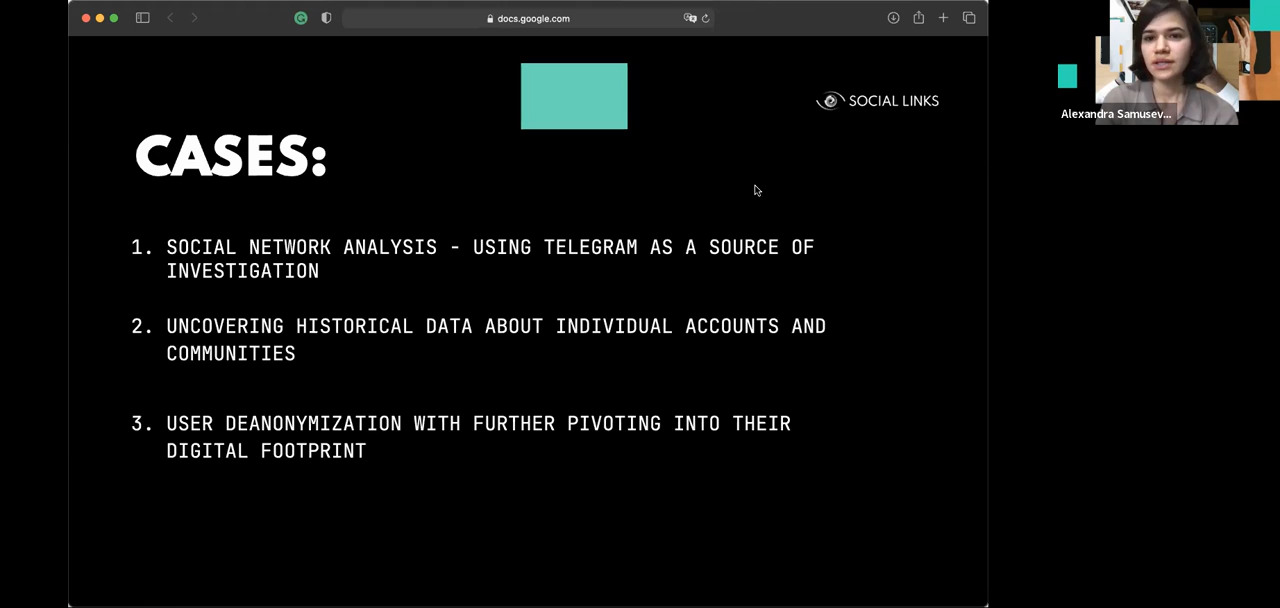 docs.google.com
SOCIAL LINKS
Alexandra Samusev...
CASES:
1. SOCIAL NETWORK ANALYSIS - USING TELEGRAM AS A SOURCE OF
INVESTIGATION
2. UNCOVERING HISTORICAL DATA ABOUT INDIVIDUAL ACCOUNTS AND
COMMUNITIES
3. USER DEANONYMIZATION WITH FURTHER PIVOTING INTO THEIR
DIGITAL FOOTPRINT